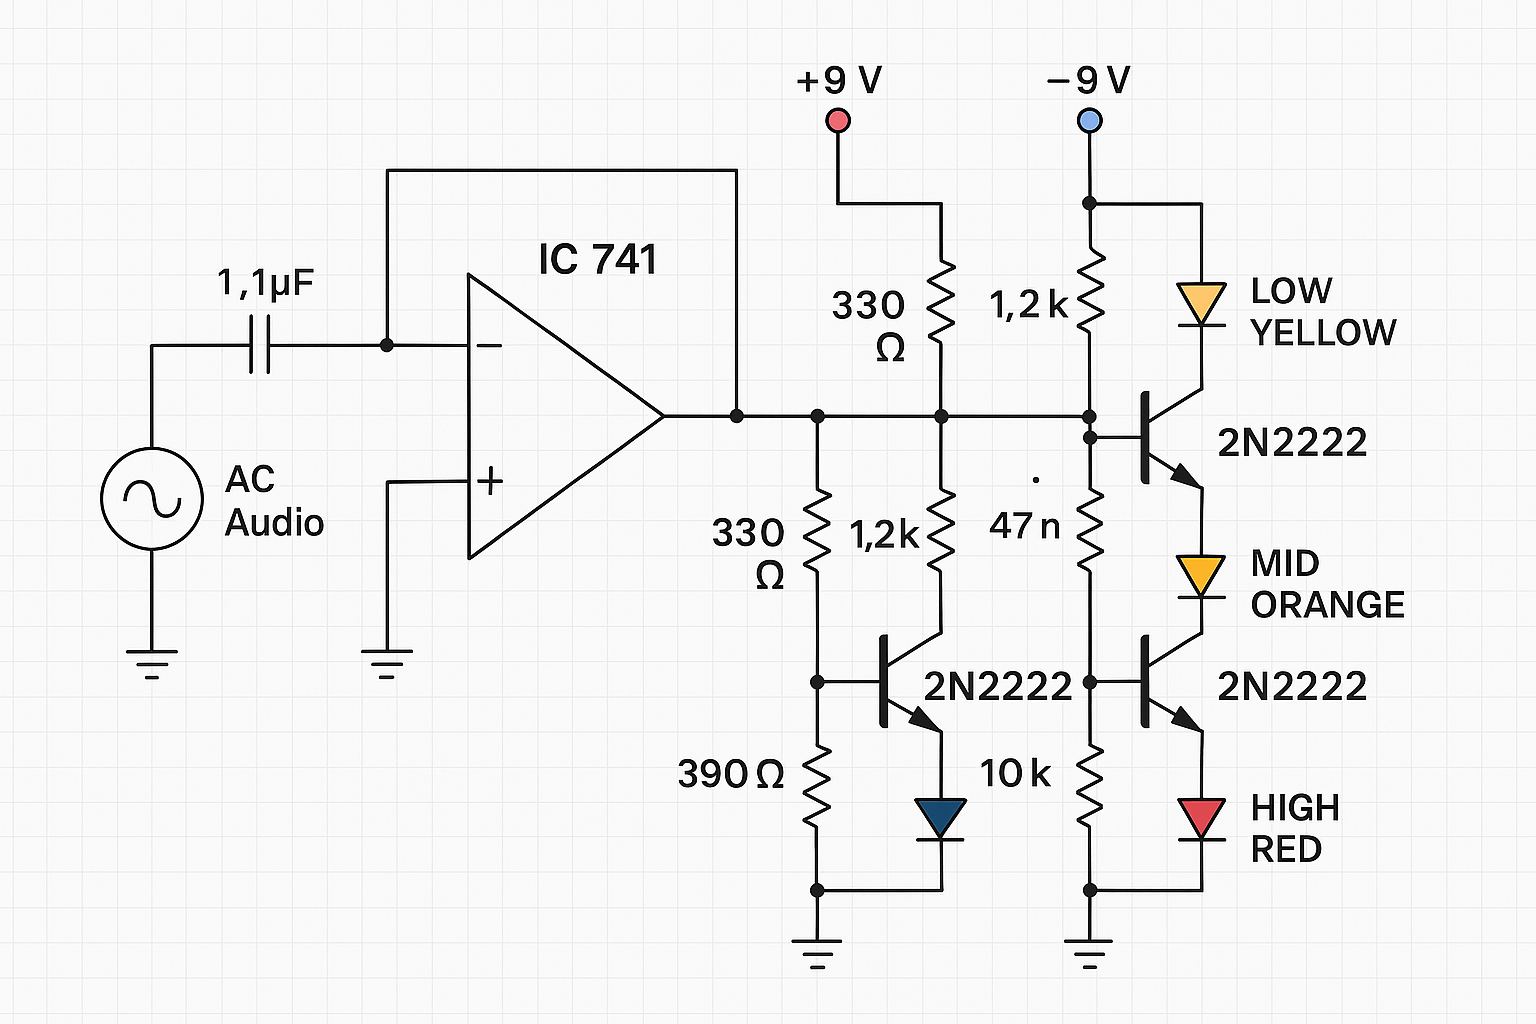 +9 V
−9 V
IC 741
1,1µF
330
Ω
1,2 k
LOW
YELLOW
2N2222
AC
Audio
−
+
330
Ω
1,2k
47 n
MID
ORANGE
2N2222
2N2222
390 Ω
10 k
HIGH
RED